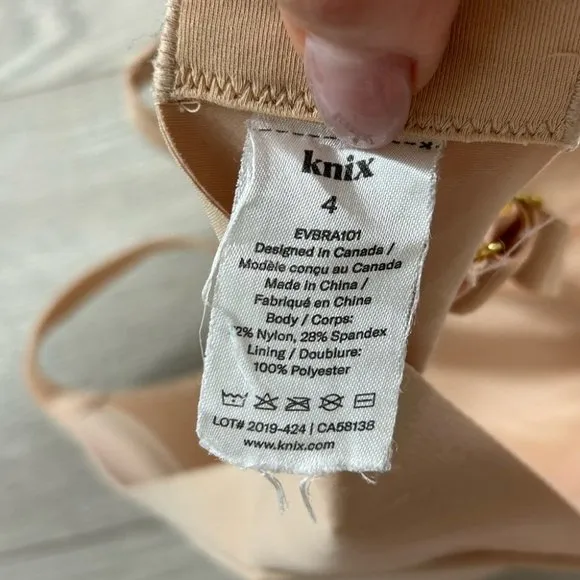 knix
4
EVBRA101
Designed in Canada /
Modèle conçu au Canada
Made in China /
Fabriqué en Chine
Body / Corps:
2% Nylon, 28% Spandex
Lining / Doublure:
100% Polyester
LOT# 2019-424 | CA58138
www.knix.com